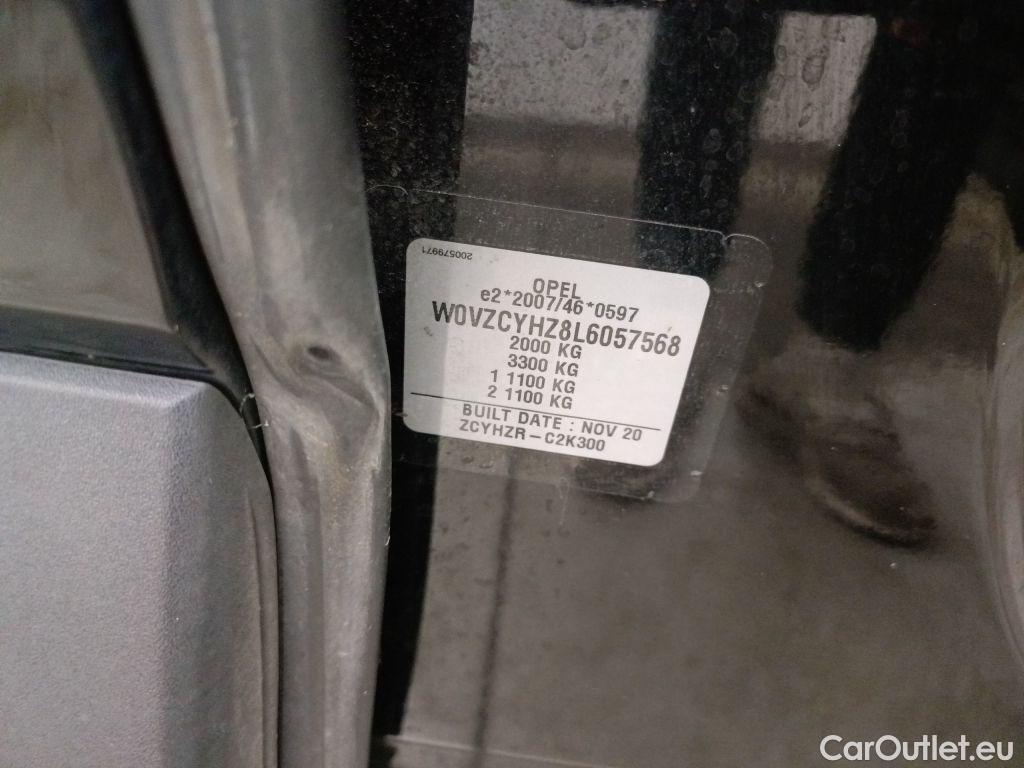 200579971
OPEL
e2*2007/46*0597
W0VZCYHZ8L6057568
2000 KG
3300 KG
1 1100 KG
2 1100 KG
BUILT DATE : NOV 20
ZCYHZR-C2K300
CarOutlet.eu